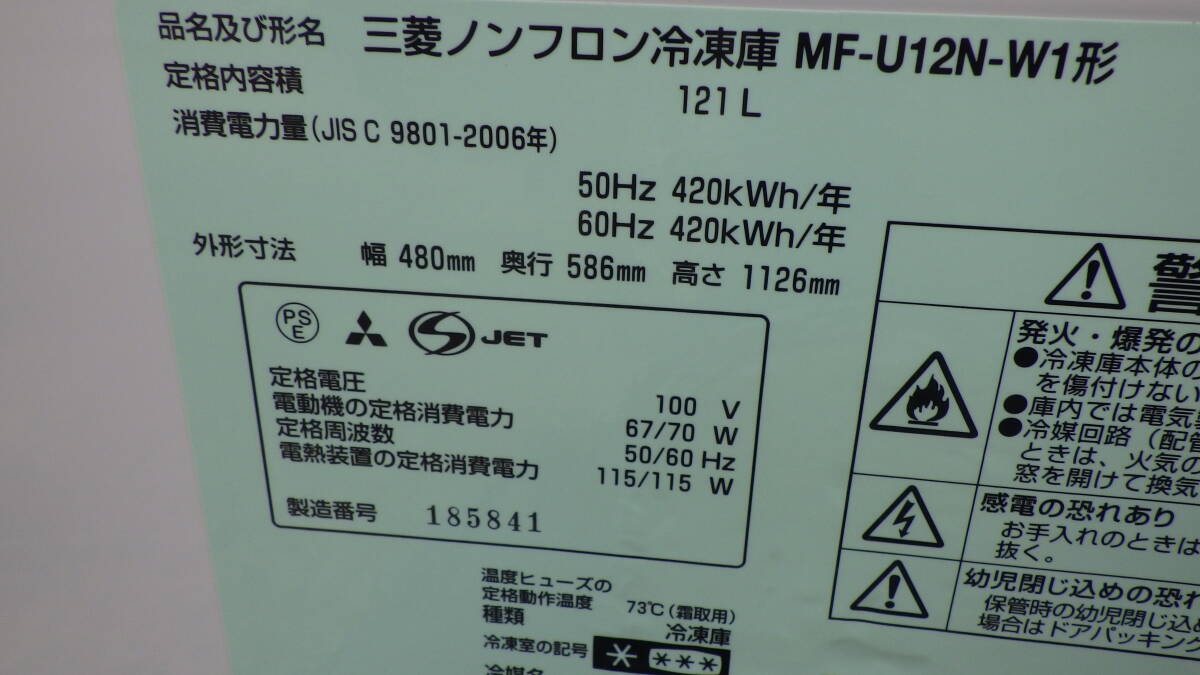 品名及び形名 三菱ノンフロン冷凍庫 MF-U12N-W1形
定格内容積 121 L
消費電力量(JIS C 9801-2006年)
50Hz 420kWh/年
60Hz 420kWh/年
外形寸法 幅 480mm 奥行 586mm 高さ 1126mm
PS
E
JET
定格電圧 100 V
電動機の定格消費電力 67/70 W
定格周波数 50/60 Hz
電熱装置の定格消費電力 115/115 W
製造番号 185841
温度ヒューズの
定格動作温度 73℃(霜取用)
種類 冷凍庫
冷凍室の記号
冷媒名
発火・爆発の
●冷凍庫本体の
を傷付けない
●庫内では電気
●冷媒回路（配管
ときは、火気の
窓を開けて換気
感電の恐れあり
お手入れのときは
抜く。
幼児閉じ込めの恐れ
保管時の幼児閉じ込め
場合はドアパッキング